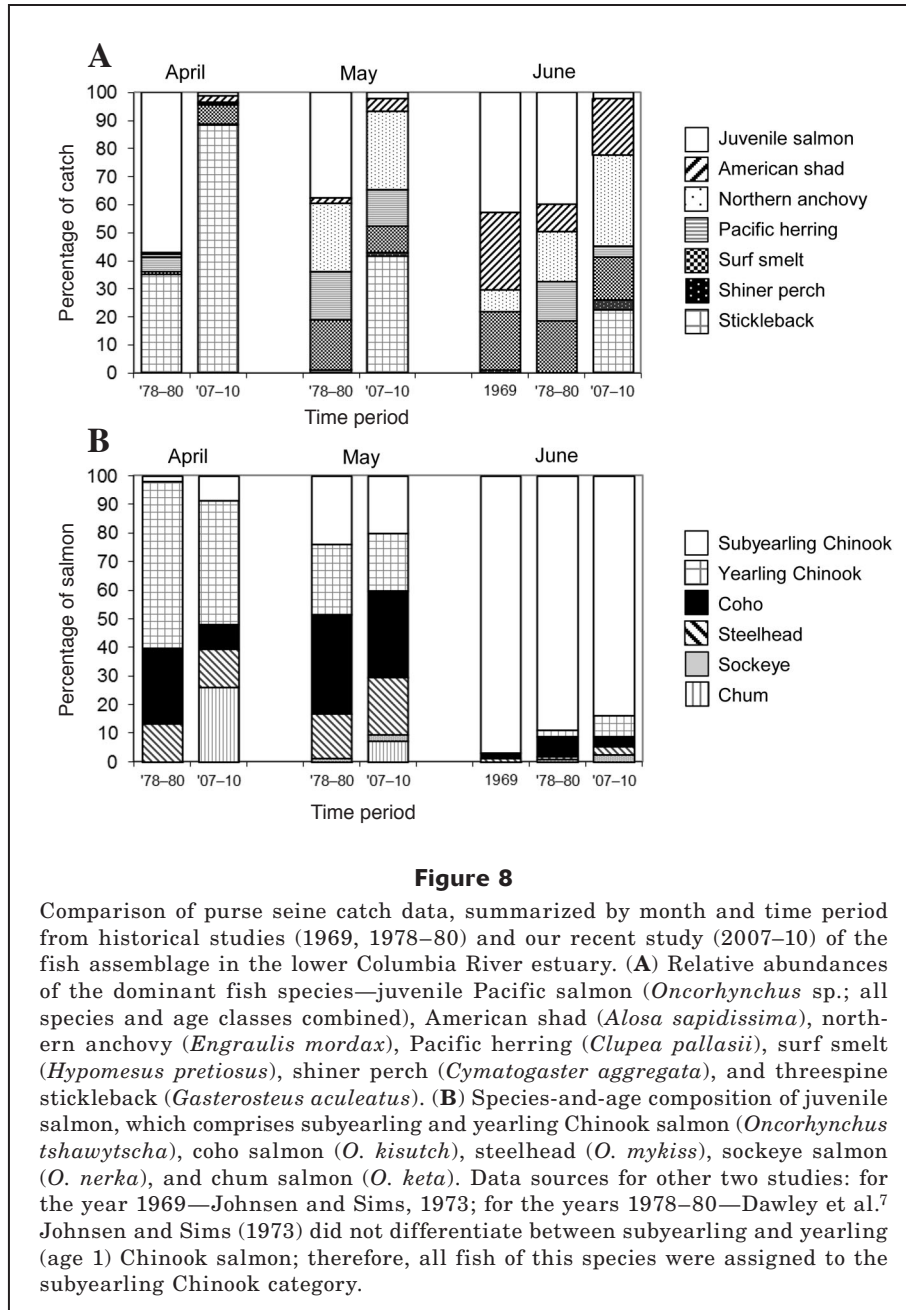 A
April May June
100
90
80
70
60
50
40
30
20
10
0
Percentage of catch
'78–80 '07–10 '78–80 '07–10 1969 '78–80 '07–10
Time period
Juvenile salmon
American shad
Northern anchovy
Pacific herring
Surf smelt
Shiner perch
Stickleback
B
April May June
100
90
80
70
60
50
40
30
20
10
0
Percentage of salmon
'78–80 '07–10 '78–80 '07–10 1969 '78–80 '07–10
Time period
Subyearling Chinook
Yearling Chinook
Coho
Steelhead
Sockeye
Chum
Figure 8
Comparison of purse seine catch data, summarized by month and time period
from historical studies (1969, 1978–80) and our recent study (2007–10) of the
fish assemblage in the lower Columbia River estuary. (A) Relative abundances
of the dominant fish species—juvenile Pacific salmon (Oncorhynchus sp.; all
species and age classes combined), American shad (Alosa sapidissima), north-
ern anchovy (Engraulis mordax), Pacific herring (Clupea pallasii), surf smelt
(Hypomesus pretiosus), shiner perch (Cymatogaster aggregata), and threespine
stickleback (Gasterosteus aculeatus). (B) Species-and-age composition of juvenile
salmon, which comprises subyearling and yearling Chinook salmon (Oncorhynchus
tshawytscha), coho salmon (O. kisutch), steelhead (O. mykiss), sockeye salmon
(O. nerka), and chum salmon (O. keta). Data sources for other two studies: for
the year 1969—Johnsen and Sims, 1973; for the years 1978–80—Dawley et al.⁷
Johnsen and Sims (1973) did not differentiate between subyearling and yearling
(age 1) Chinook salmon; therefore, all fish of this species were assigned to the
subyearling Chinook category.